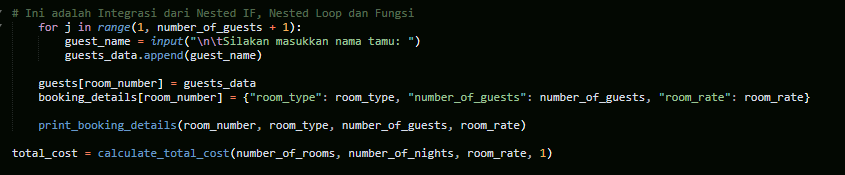 # Ini adalah Integrasi dari Nested IF, Nested Loop dan Fungsi
for j in range(1, number_of_guests + 1):
guest_name = input("\n\tSilakan masukkan nama tamu: ")
guests_data.append(guest_name)
guests[room_number] = guests_data
booking_details[room_number] = {"room_type": room_type, "number_of_guests": number_of_guests, "room_rate": room_rate}
print_booking_details(room_number, room_type, number_of_guests, room_rate)
total_cost = calculate_total_cost(number_of_rooms, number_of_nights, room_rate, 1)